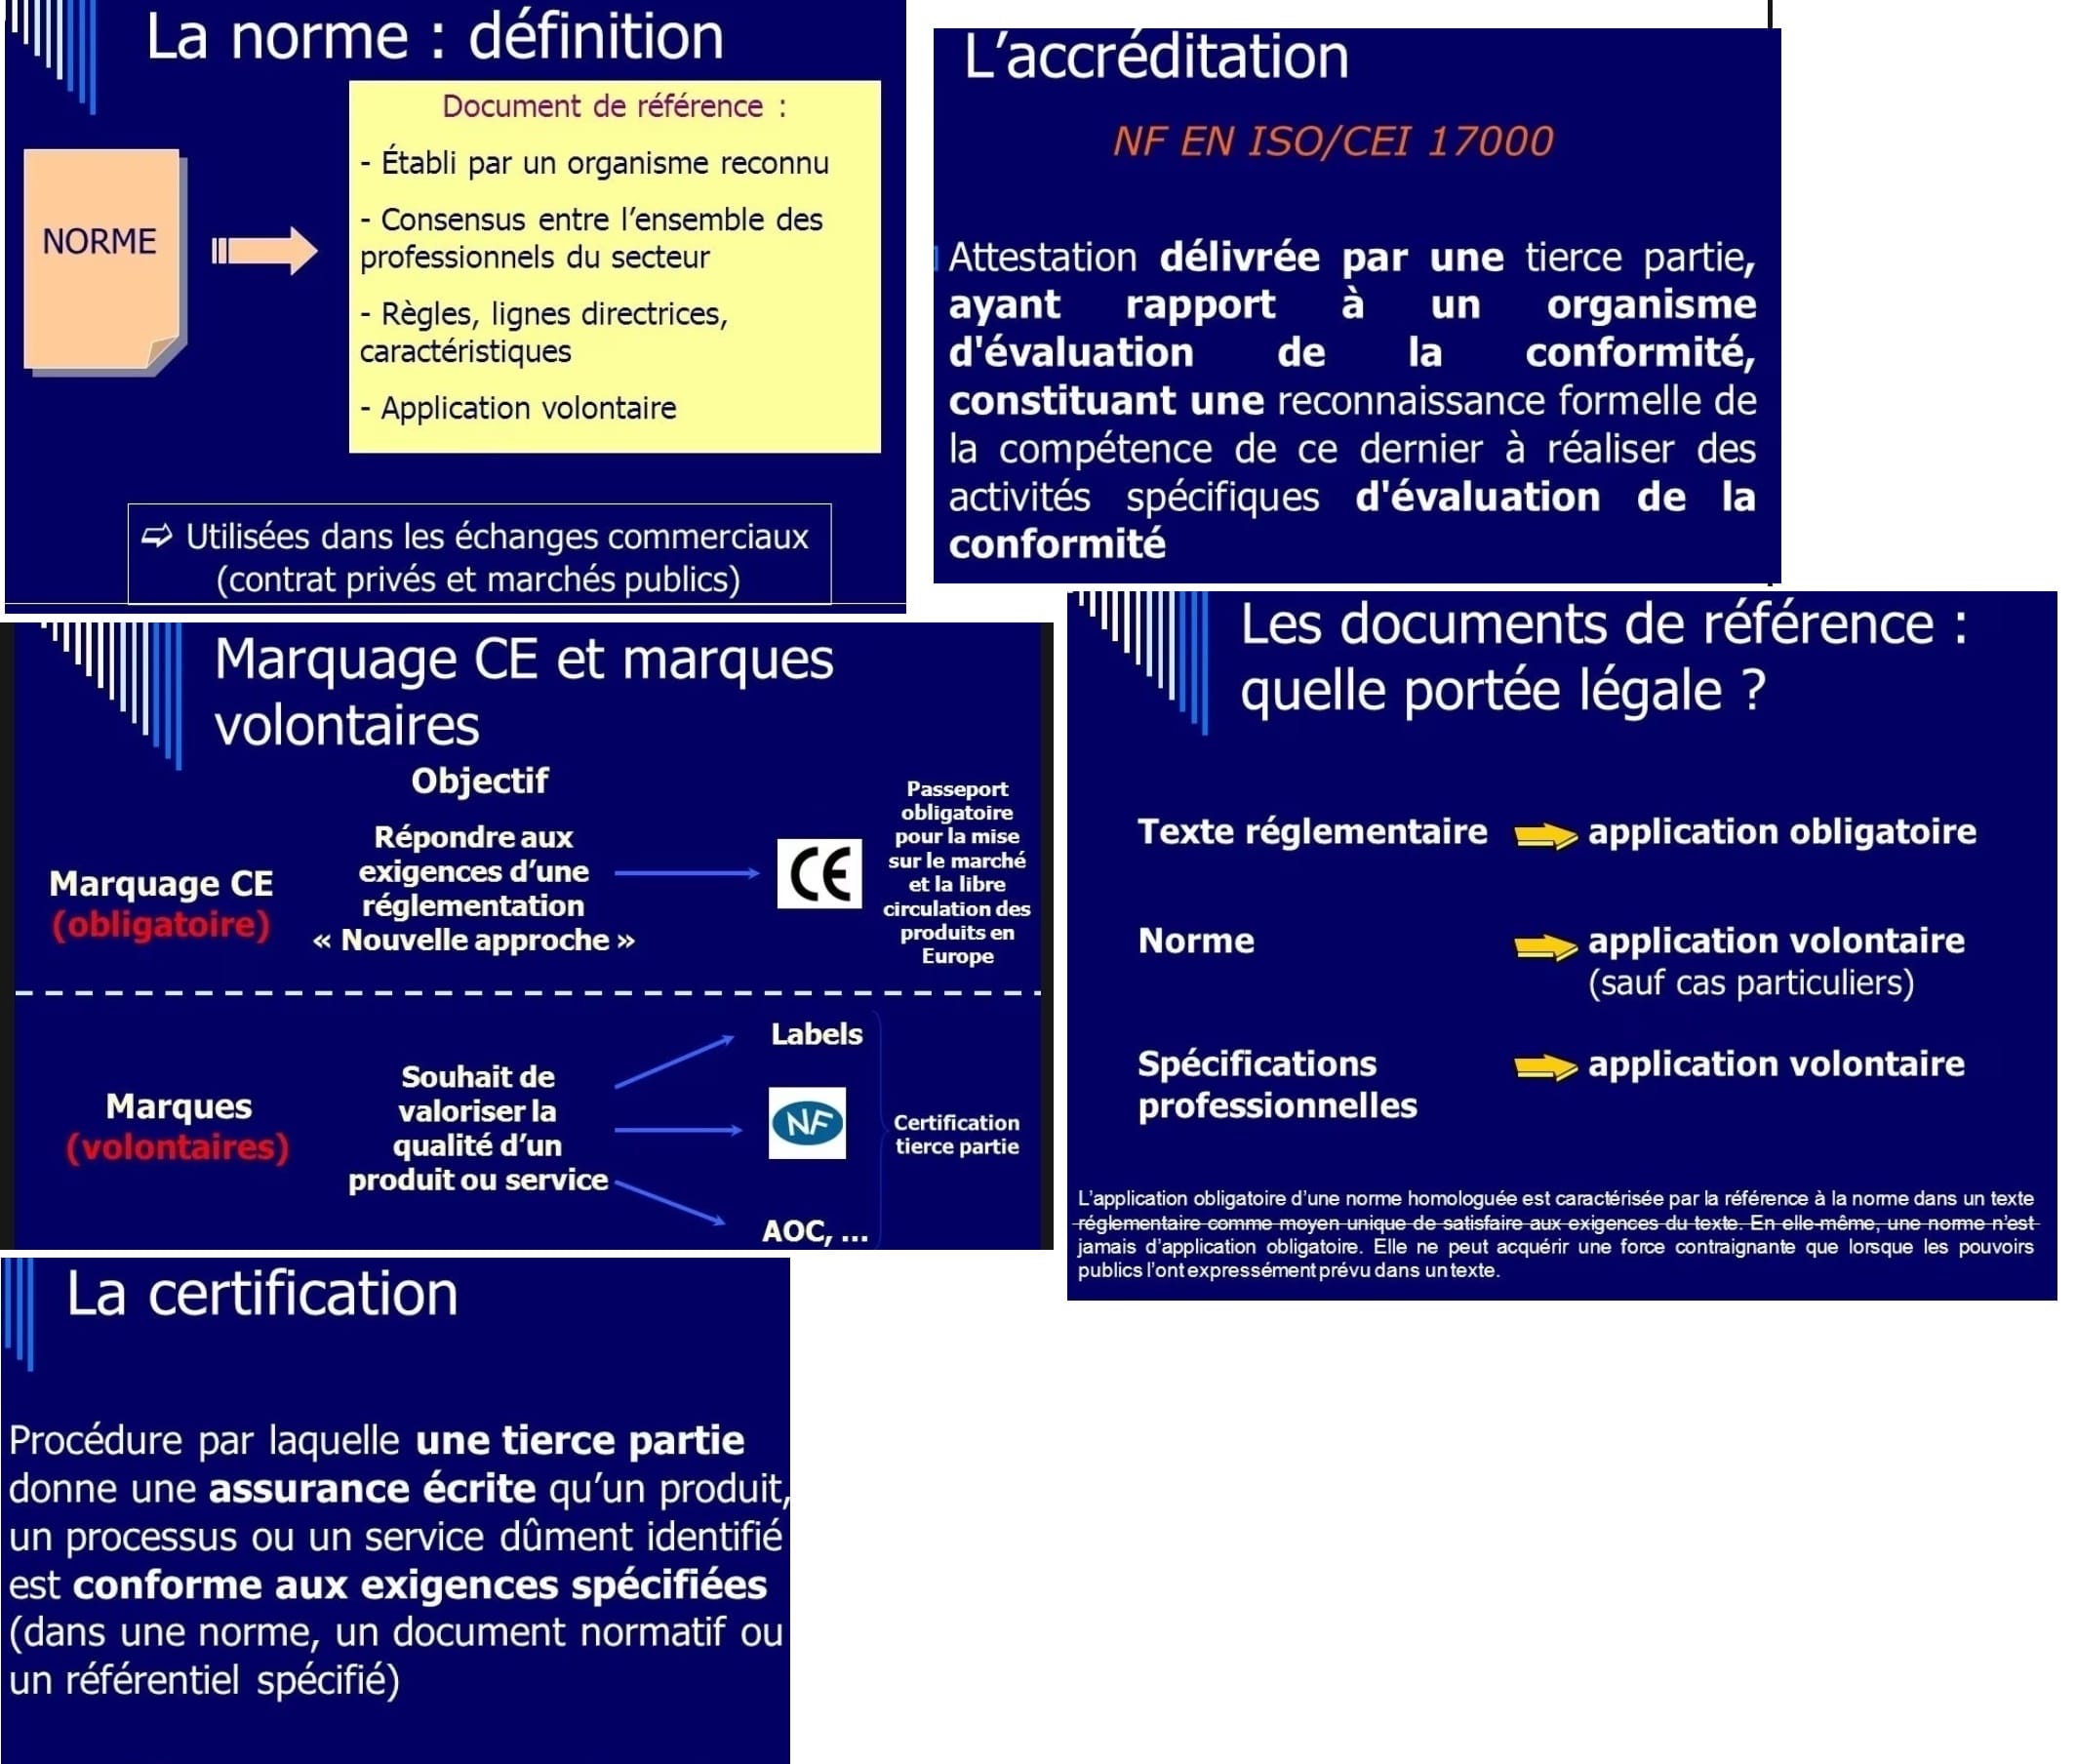 La norme : définition
NORME
Document de référence :
- Établi par un organisme reconnu
- Consensus entre l'ensemble des
professionnels du secteur
- Règles, lignes directrices,
caractéristiques
- Application volontaire
⇨ Utilisées dans les échanges commerciaux
(contrat privés et marchés publics)
L'accréditation
NF EN ISO/CEI 17000
Attestation délivrée par une tierce partie,
ayant rapport à un organisme
d'évaluation de la conformité,
constituant une reconnaissance formelle de
la compétence de ce dernier à réaliser des
activités spécifiques d'évaluation de la
conformité
Marquage CE et marques
volontaires
Objectif
Marquage CE
(obligatoire)
Répondre aux
exigences d'une
réglementation
« Nouvelle approche »
CE
Passeport
obligatoire
pour la mise
sur le marché
et la libre
circulation des
produits en
Europe
Marques
(volontaires)
Souhait de
valoriser la
qualité d'un
produit ou service
Labels
NF
AOC, ...
Certification
tierce partie
Les documents de référence :
quelle portée légale ?
Texte réglementaire
application obligatoire
Norme
application volontaire
(sauf cas particuliers)
Spécifications
professionnelles
application volontaire
L'application obligatoire d'une norme homologuée est caractérisée par la référence à la norme dans un texte
réglementaire comme moyen unique de satisfaire aux exigences du texte. En elle-même, une norme n'est
jamais d'application obligatoire. Elle ne peut acquérir une force contraignante que lorsque les pouvoirs
publics l'ont expressément prévu dans un texte.
La certification
Procédure par laquelle une tierce partie
donne une assurance écrite qu'un produit,
un processus ou un service dûment identifié
est conforme aux exigences spécifiées
(dans une norme, un document normatif ou
un référentiel spécifié)